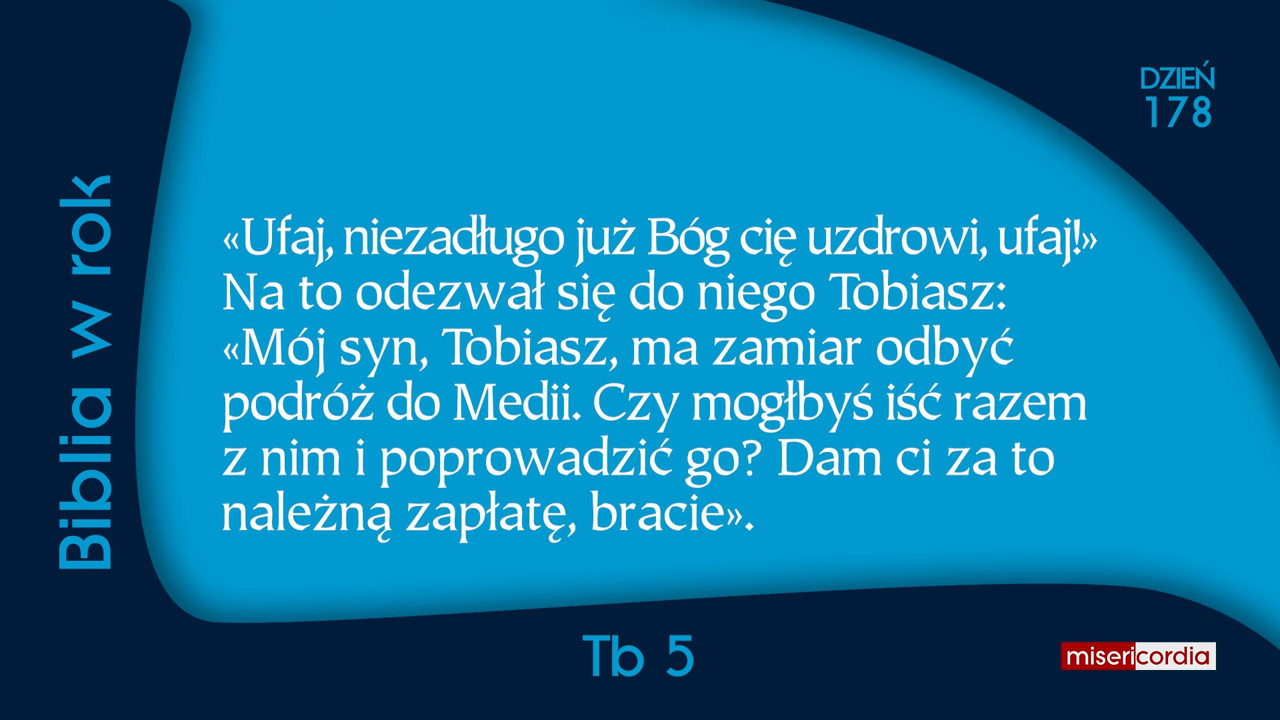 DZIEŃ
178
Biblia w rok
«Ufaj, niezadługo już Bóg cię uzdrowi, ufaj!»
Na to odezwał się do niego Tobiasz:
«Mój syn, Tobiasz, ma zamiar odbyć
podróż do Medii. Czy mogłbyś iść razem
z nim i poprowadzić go? Dam ci za to
należną zapłatę, bracie».
Tb 5
misericordia